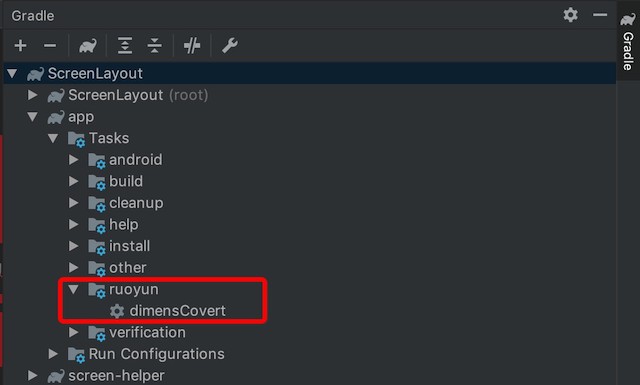 Gradle
ScreenLayout
ScreenLayout (root)
app
Tasks
android
build
cleanup
help
install
other
ruoyun
dimensCovert
verification
Run Configurations
screen-helper
Gradle